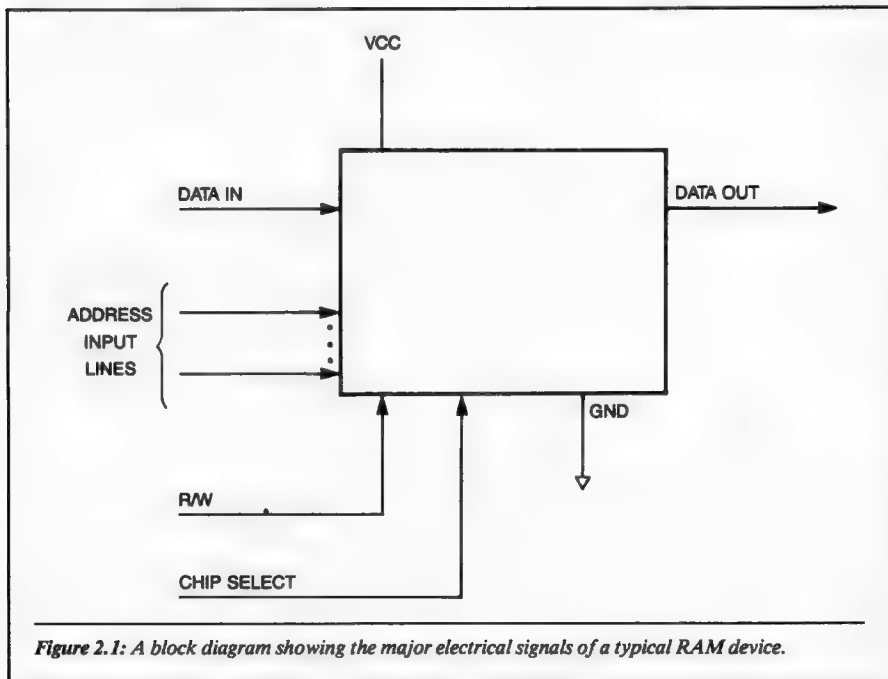 VCC
DATA IN
DATA OUT
ADDRESS
INPUT
LINES
GND
R/W
CHIP SELECT
Figure 2.1: A block diagram showing the major electrical signals of a typical RAM device.